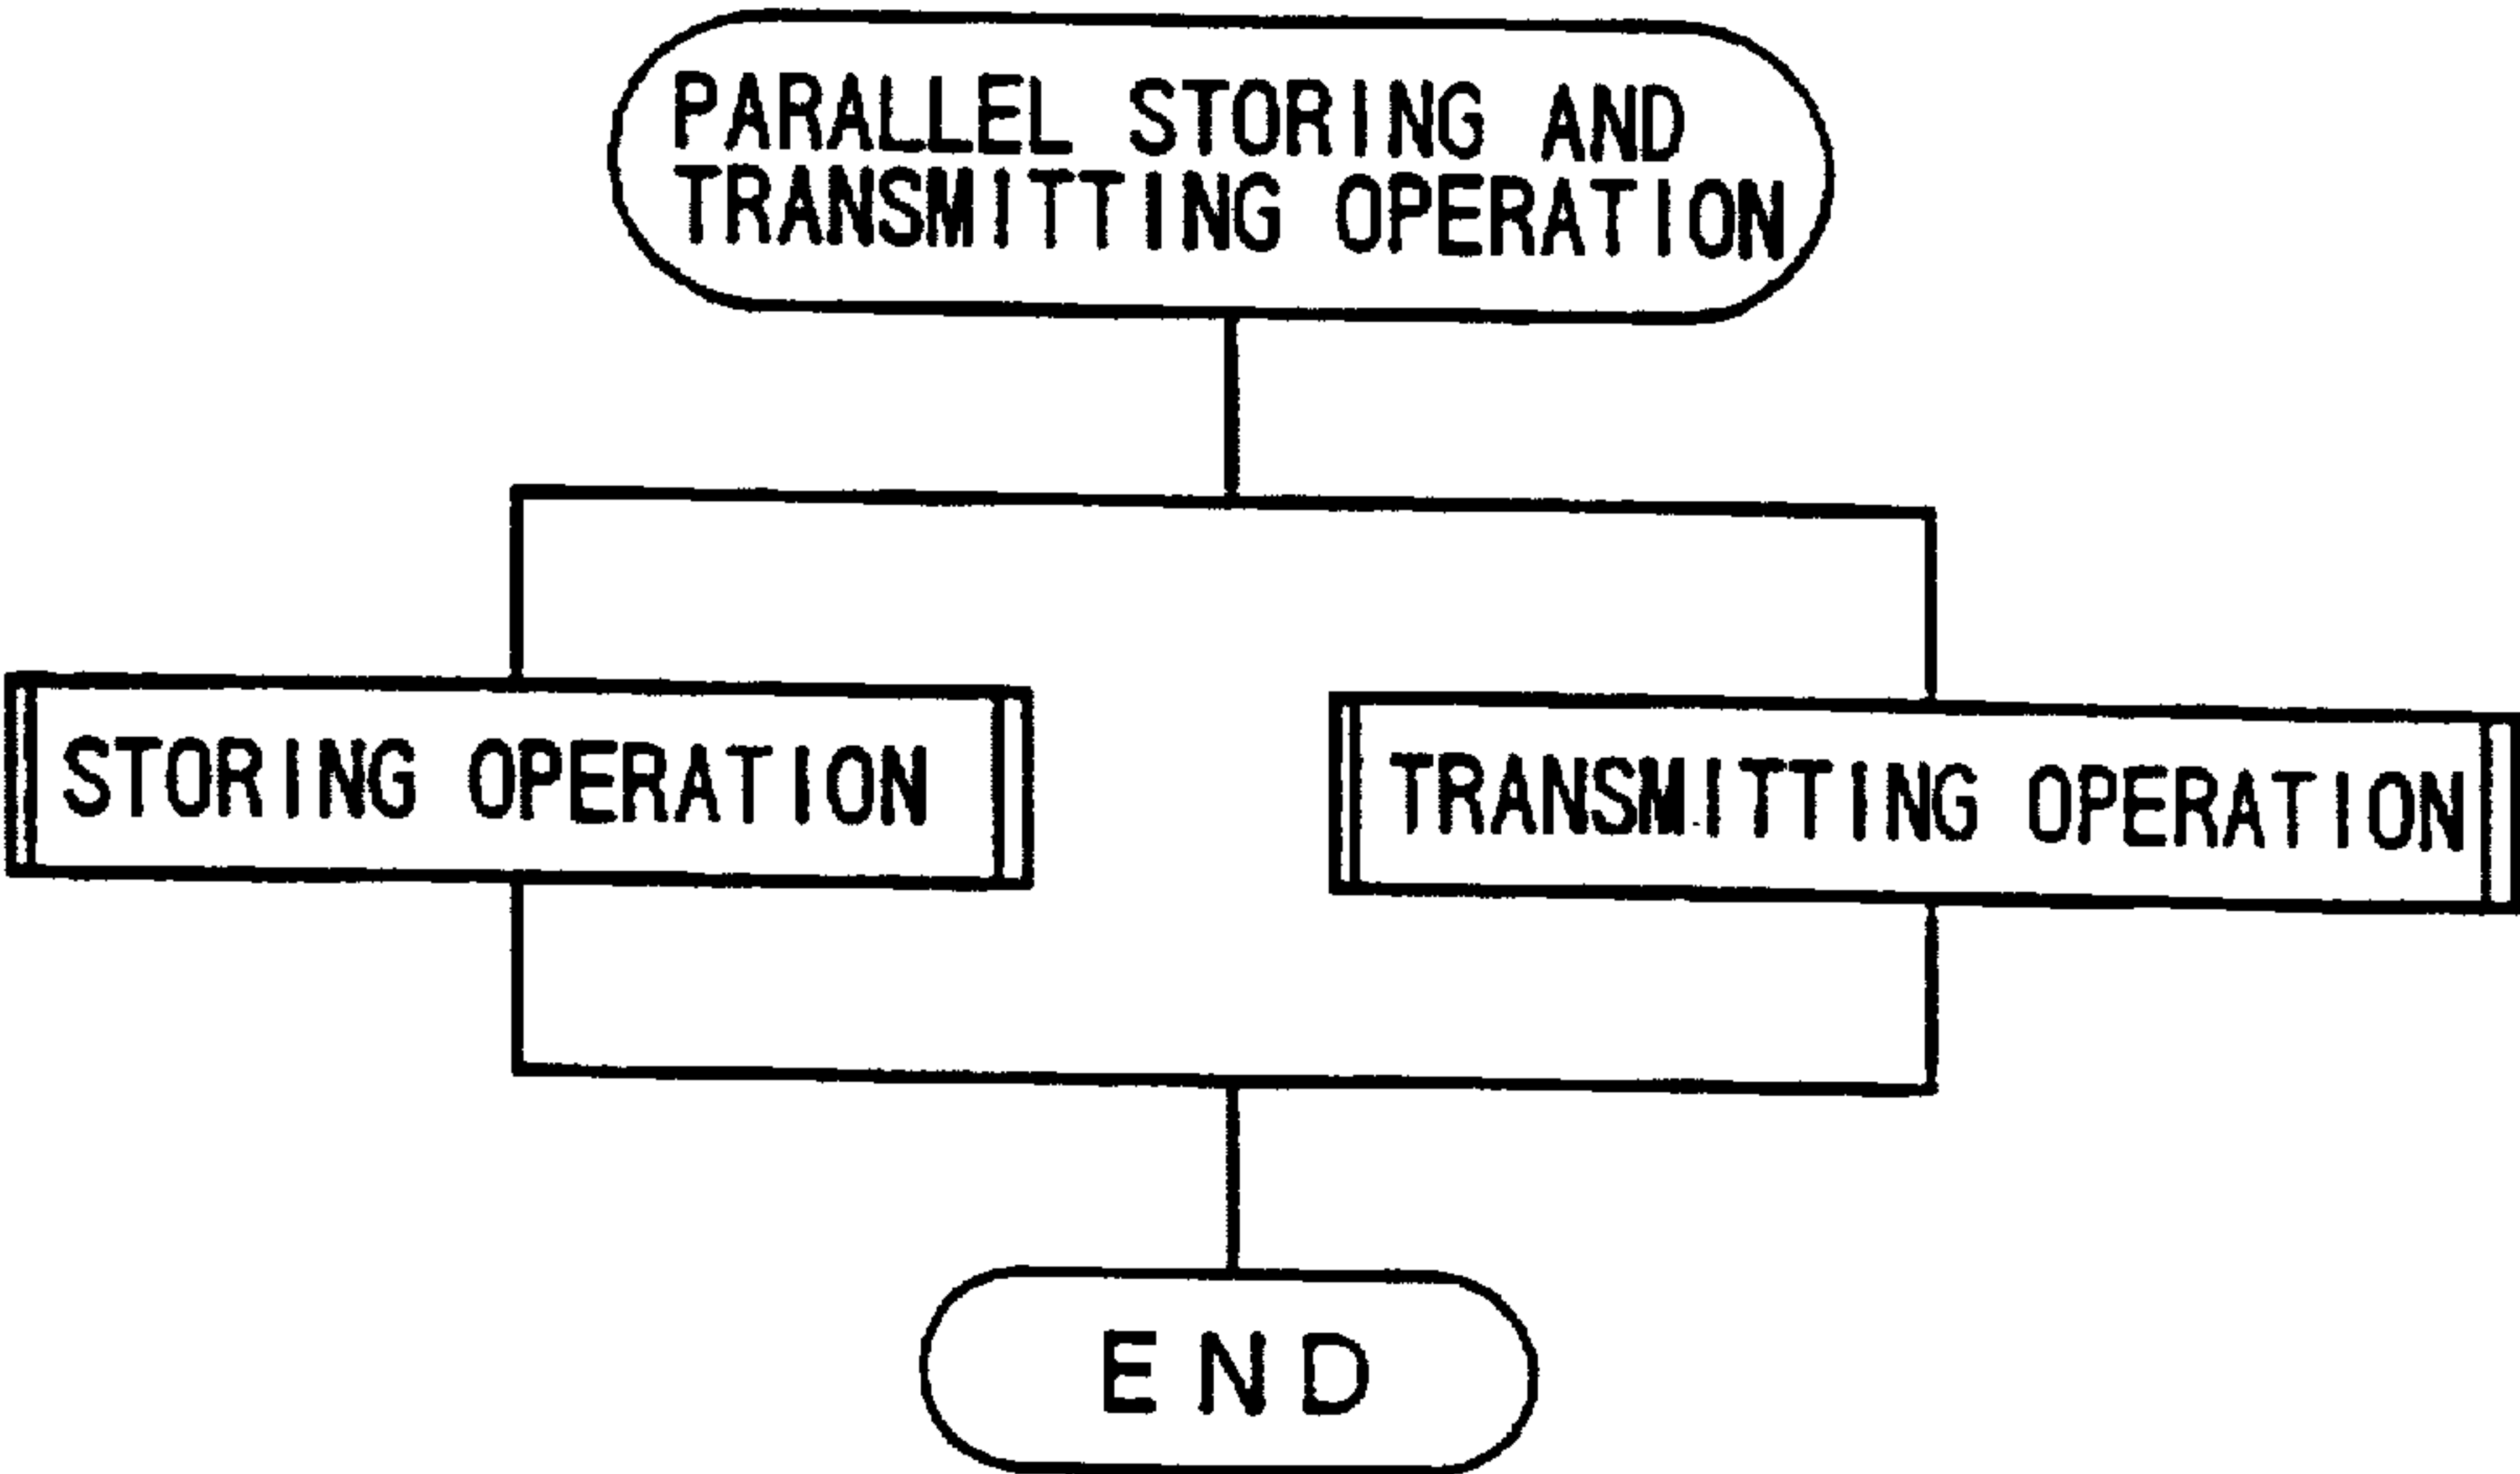 PARALLEL STORING AND
TRANSMITTING OPERATION
STORING OPERATION
TRANSMITTING OPERATION
END